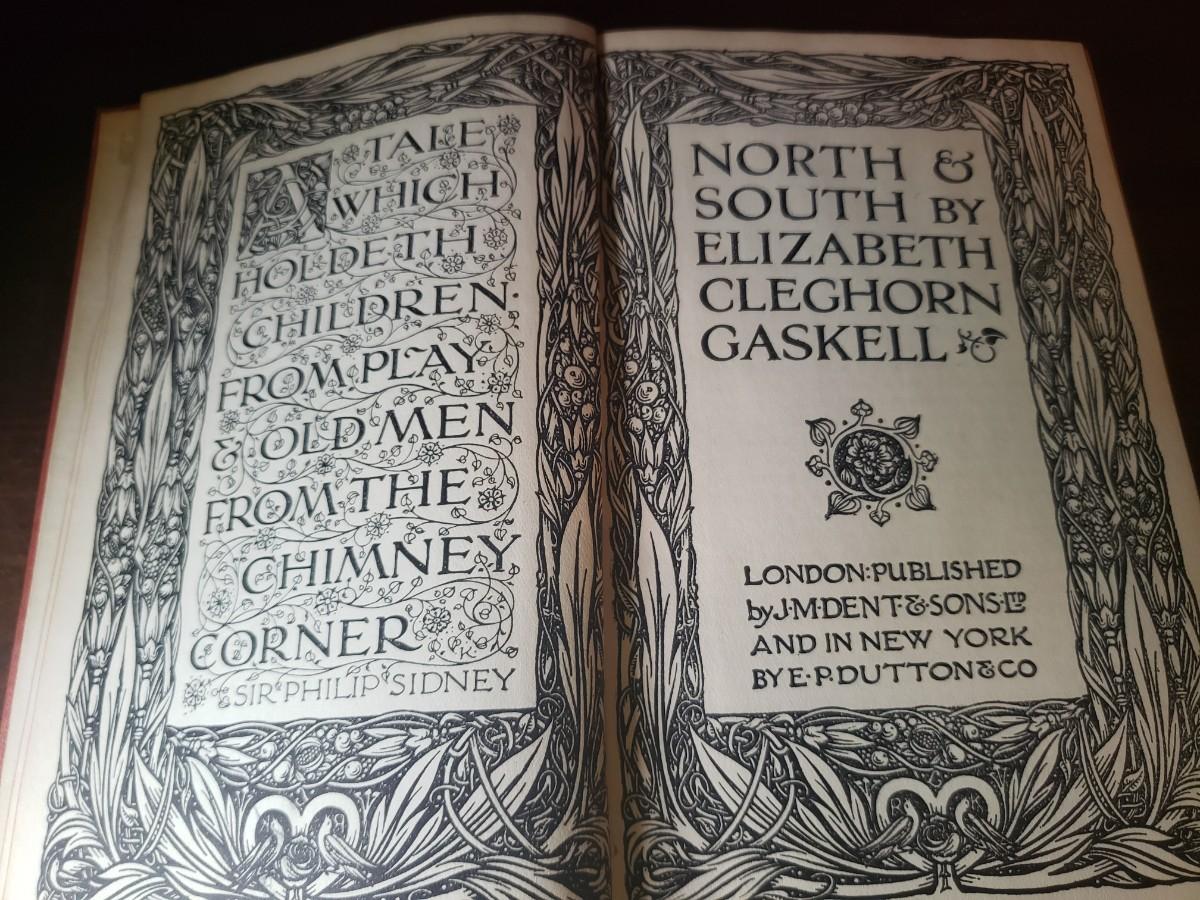 A TALE
WHICH
HOLDETH
CHILDREN
FROM PLAY
& OLD MEN
FROM THE
CHIMNEY
CORNER
SIR PHILIP SIDNEY
NORTH &
SOUTH BY
ELIZABETH
CLEGHORN
GASKELL
LONDON:PUBLISHED
by J·M·DENT·&·SONS·LTD
AND IN NEW YORK
BY E·P·DUTTON & CO